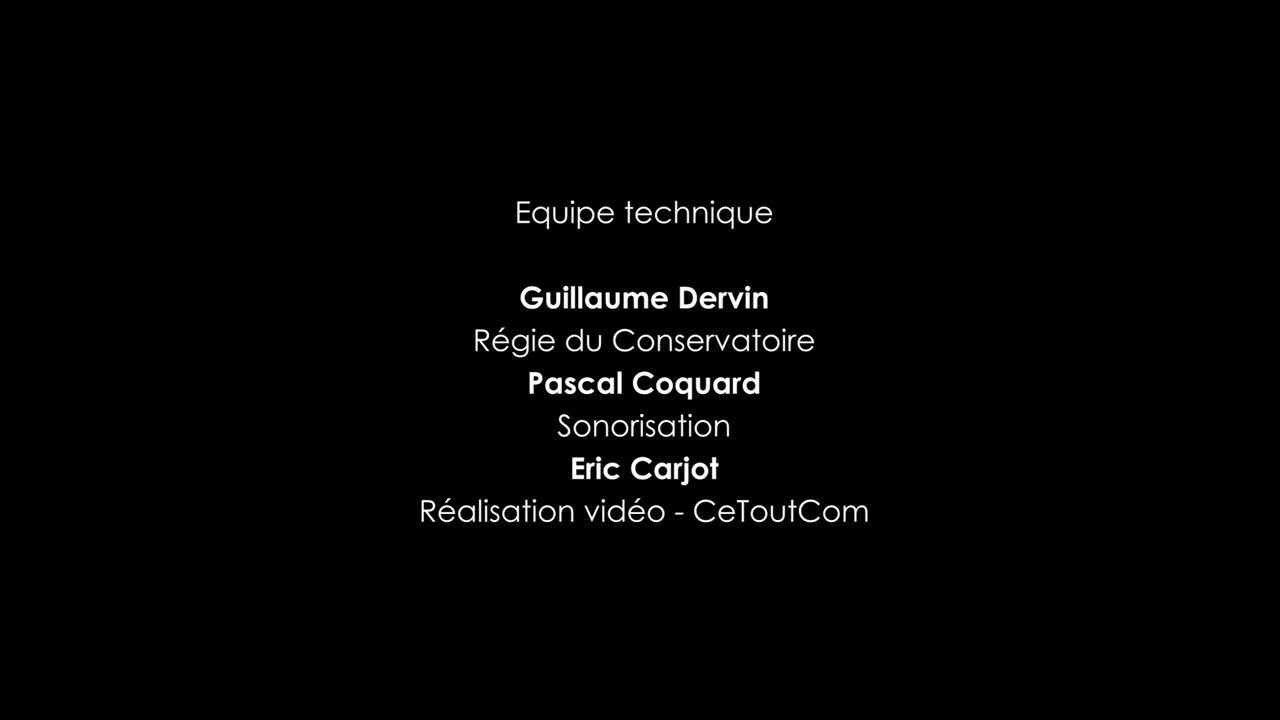 Equipe technique
Guillaume Dervin
Régie du Conservatoire
Pascal Coquard
Sonorisation
Eric Carjot
Réalisation vidéo - CeToutCom